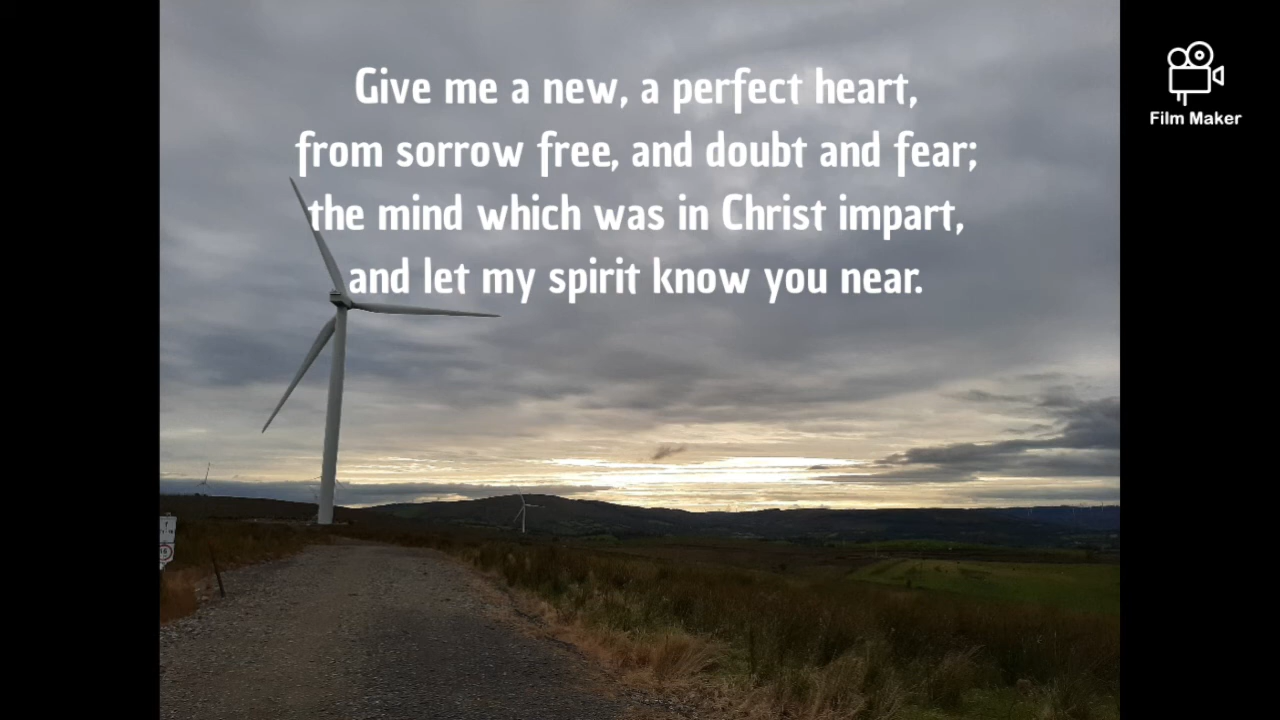 Give me a new, a perfect heart,
from sorrow free, and doubt and fear;
the mind which was in Christ impart,
and let my spirit know you near.
Film Maker